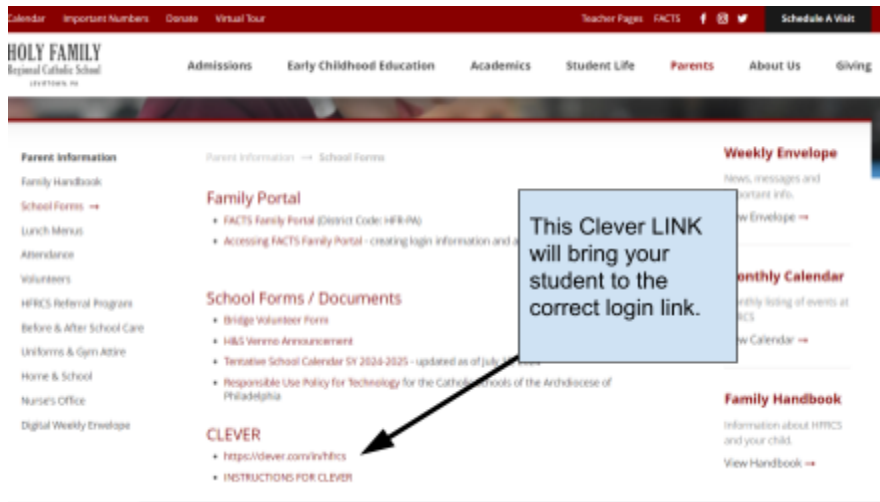 Calendar Important Numbers Donate Virtual Tour Teacher Pages FACTS Schedule A Visit
HOLY FAMILY
Regional Catholic School
LEVITTOWN, PA
Admissions Early Childhood Education Academics Student Life Parents About Us Giving
Parent Information
Family Handbook
School Forms →
Lunch Menus
Attendance
Volunteers
HFRCS Referral Program
Before & After School Care
Uniforms & Gym Attire
Home & School
Nurse's Office
Digital Weekly Envelope
Parent Information → School Forms
Family Portal
• FACTS Family Portal (District Code: HFR-PA)
• Accessing FACTS Family Portal - creating login information and
School Forms / Documents
• Bridge Volunteer Form
• H&S Venmo Announcement
• Tentative School Calendar SY 2024-2025 - updated as of July
• Responsible Use Policy for Technology for the Catholic Schools of the Archdiocese of
Philadelphia
CLEVER
• https://clever.com/in/hfrcs
• INSTRUCTIONS FOR CLEVER
This Clever LINK
will bring your
student to the
correct login link.
Weekly Envelope
News, messages and
info.
Envelope →
Calendar
listing of events at
Calendar →
Family Handbook
Information about HFRCS
and your child.
View Handbook →